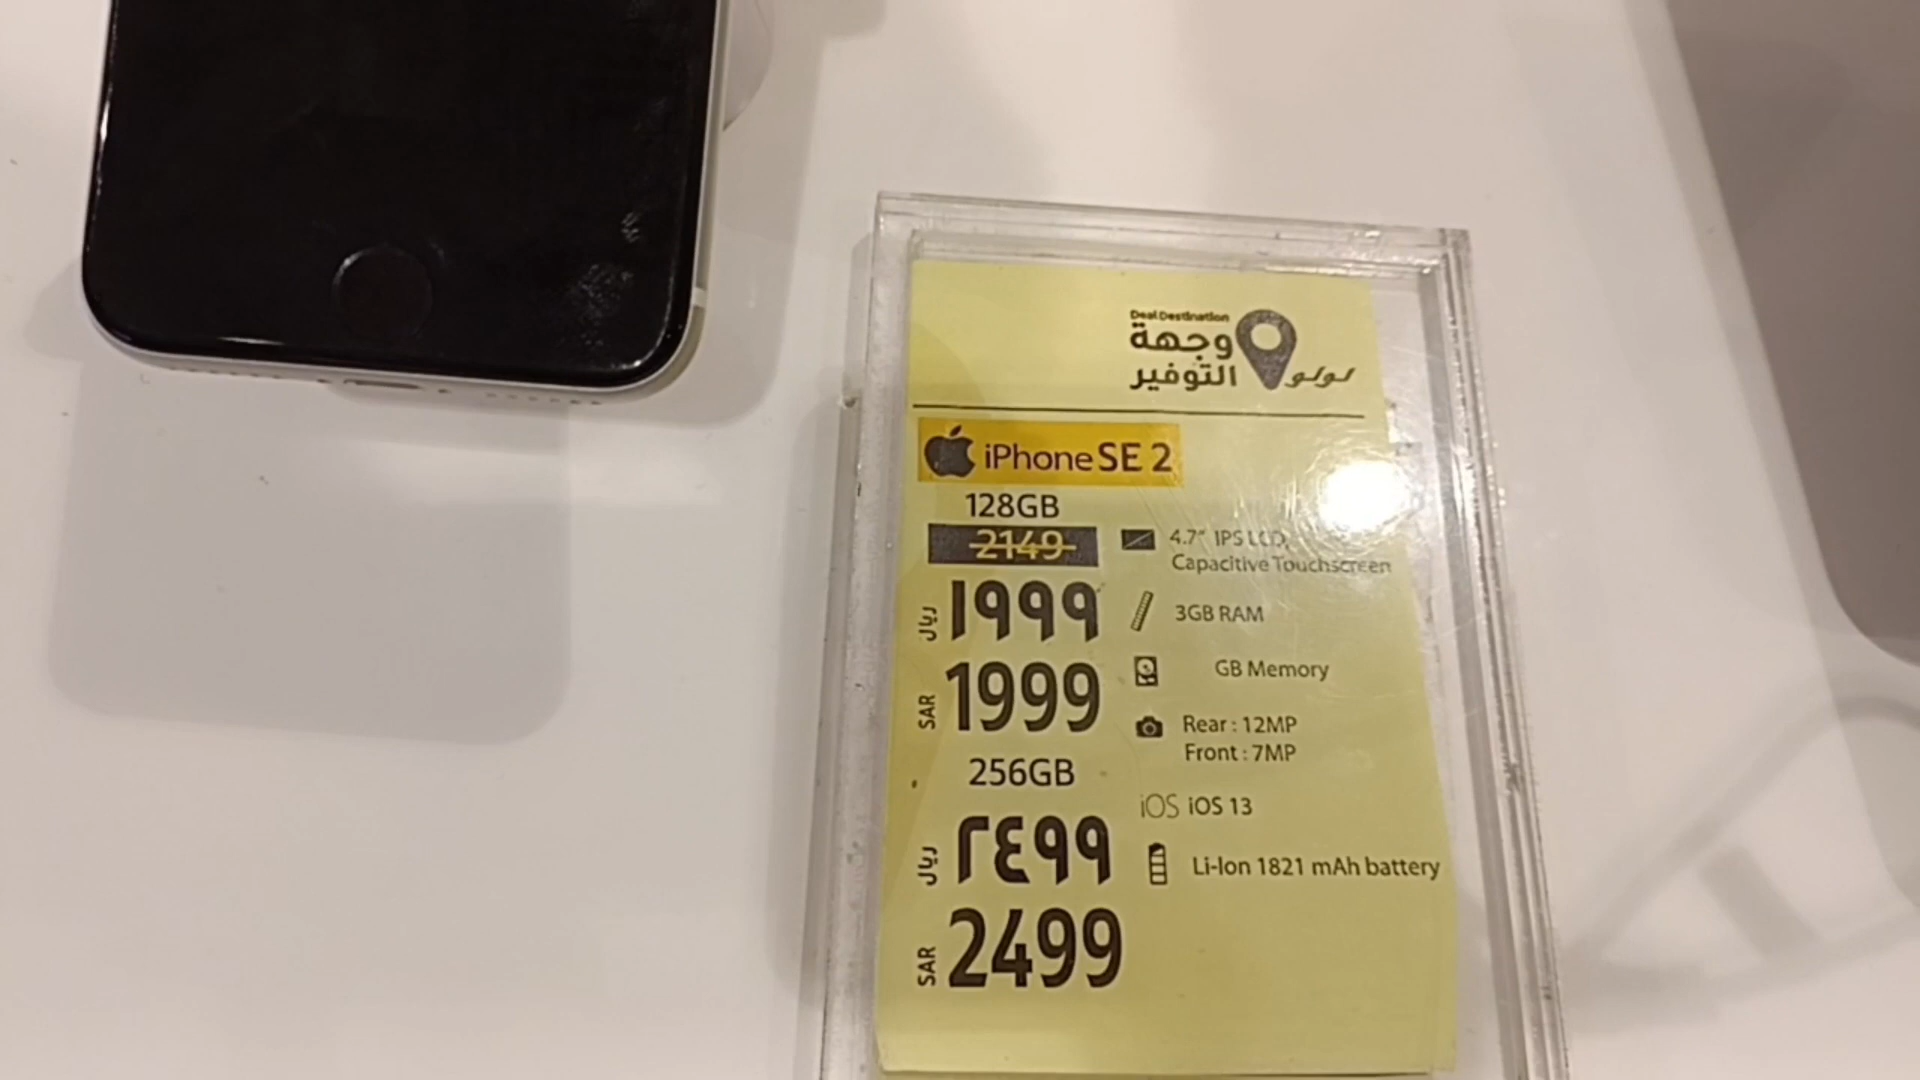 Deal Destination
وجهة
التوفير
لولو
iPhone SE 2
128GB
2149
ريال ١٩٩٩
SAR 1999
256GB
ريال ٢٤٩٩
SAR 2499
4.7" IPS LCD,
Capacitive Touchscreen
3GB RAM
GB Memory
Rear : 12MP
Front : 7MP
iOS iOS 13
Li-Ion 1821 mAh battery